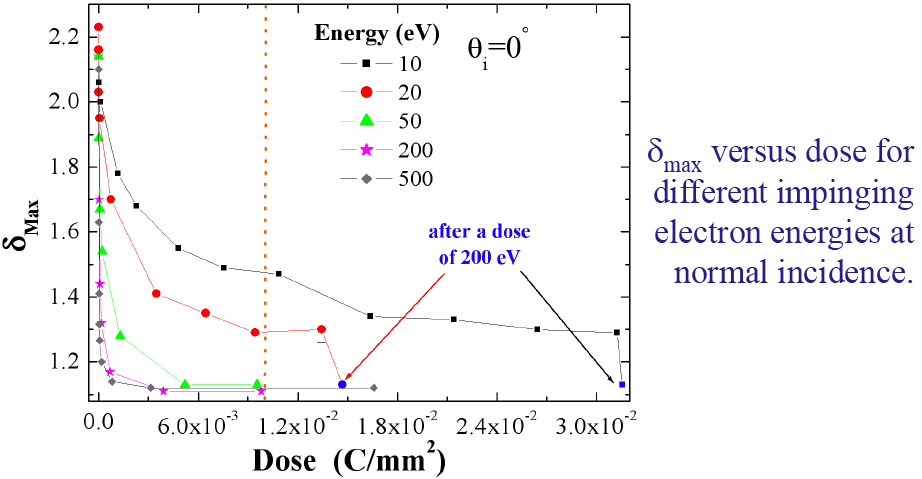 Energy (eV)
θi=0°
10
20
50
200
500
2.2
2.0
1.8
1.6
1.4
1.2
δMax
after a dose
of 200 eV
0.0
6.0x10⁻³
1.2x10⁻²
1.8x10⁻²
2.4x10⁻²
3.0x10⁻²
Dose (C/mm²)
δmax versus dose for
different impinging
electron energies at
normal incidence.